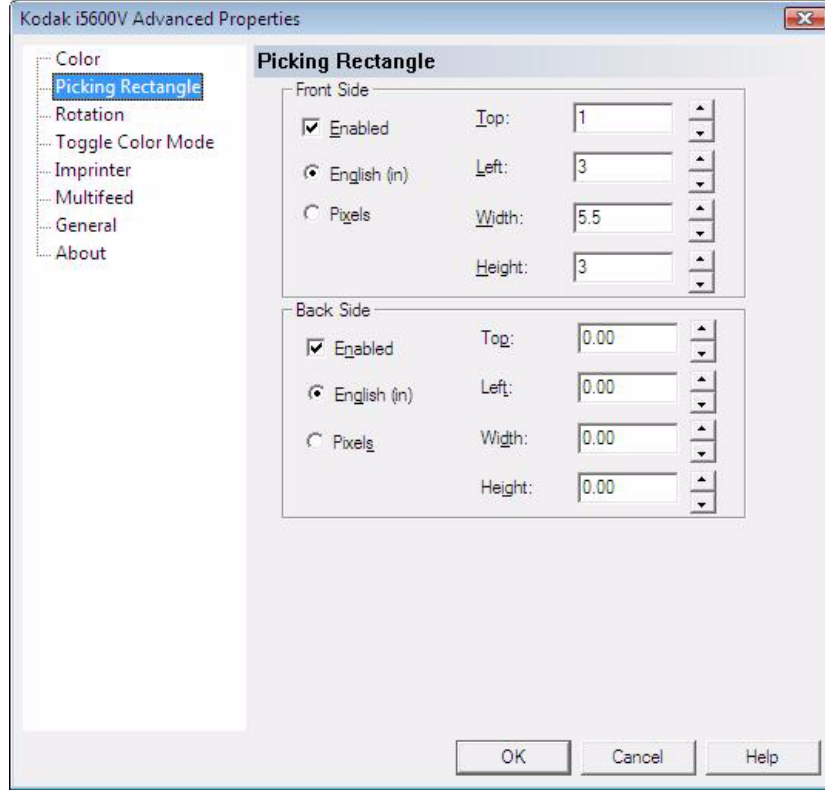 Kodak i5600V Advanced Properties
Color
Picking Rectangle
Rotation
Toggle Color Mode
Imprinter
Multifeed
General
About
Picking Rectangle
Front Side
Enabled
English (in)
Pixels
Top: 1
Left: 3
Width: 5.5
Height: 3
Back Side
Enabled
English (in)
Pixels
Top: 0.00
Left: 0.00
Width: 0.00
Height: 0.00
OK Cancel Help